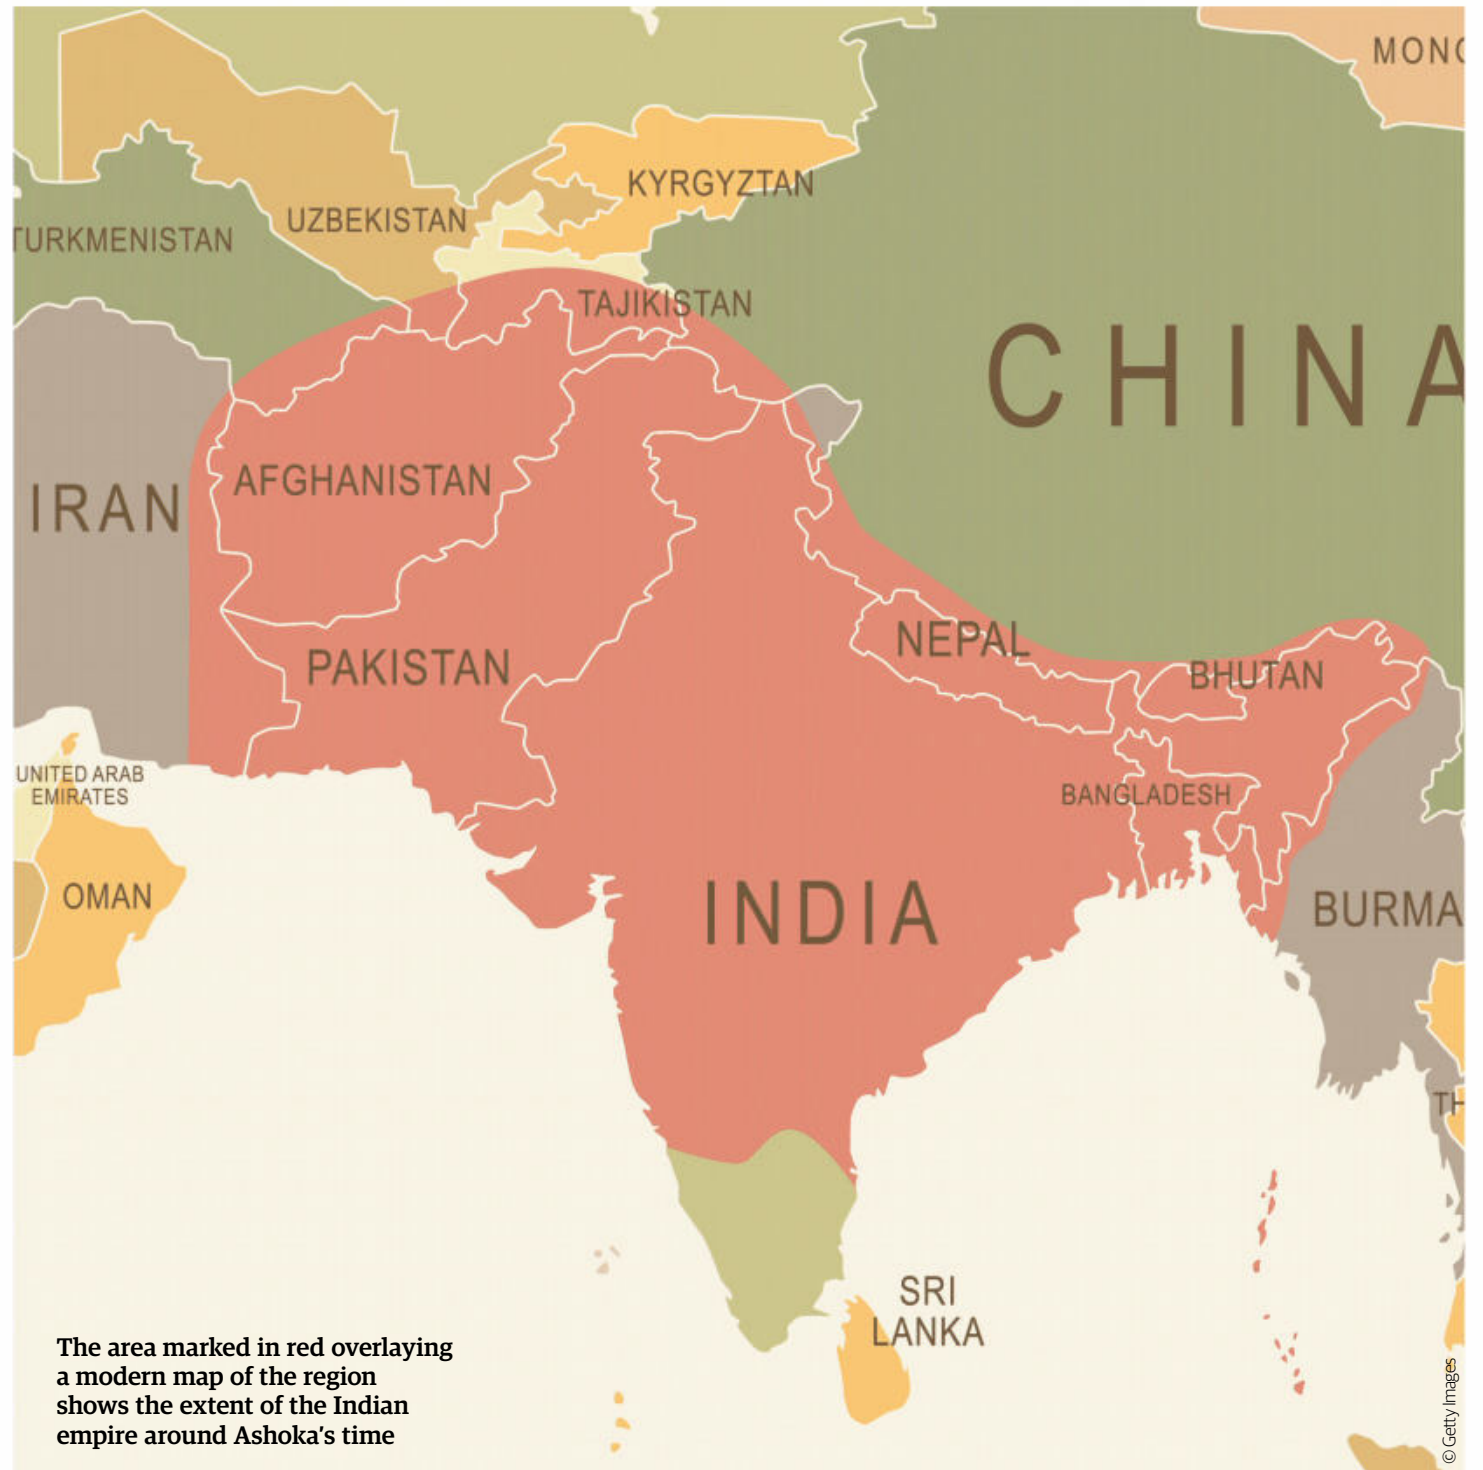 MONG
KYRGYZTAN
UZBEKISTAN
TURKMENISTAN
TAJIKISTAN
CHINA
AFGHANISTAN
IRAN
NEPAL
PAKISTAN
BHUTAN
UNITED ARAB
EMIRATES
BANGLADESH
OMAN
INDIA
BURMA
TH
SRI
LANKA
The area marked in red overlaying
a modern map of the region
shows the extent of the Indian
empire around Ashoka's time
© Getty Images